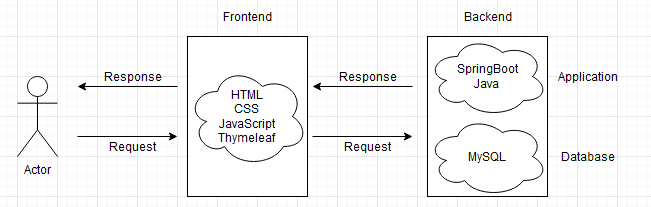 Frontend
Backend
Response
Response
HTML
CSS
JavaScript
Thymeleaf
SpringBoot
Java
Application
Request
Request
MySQL
Database
Actor